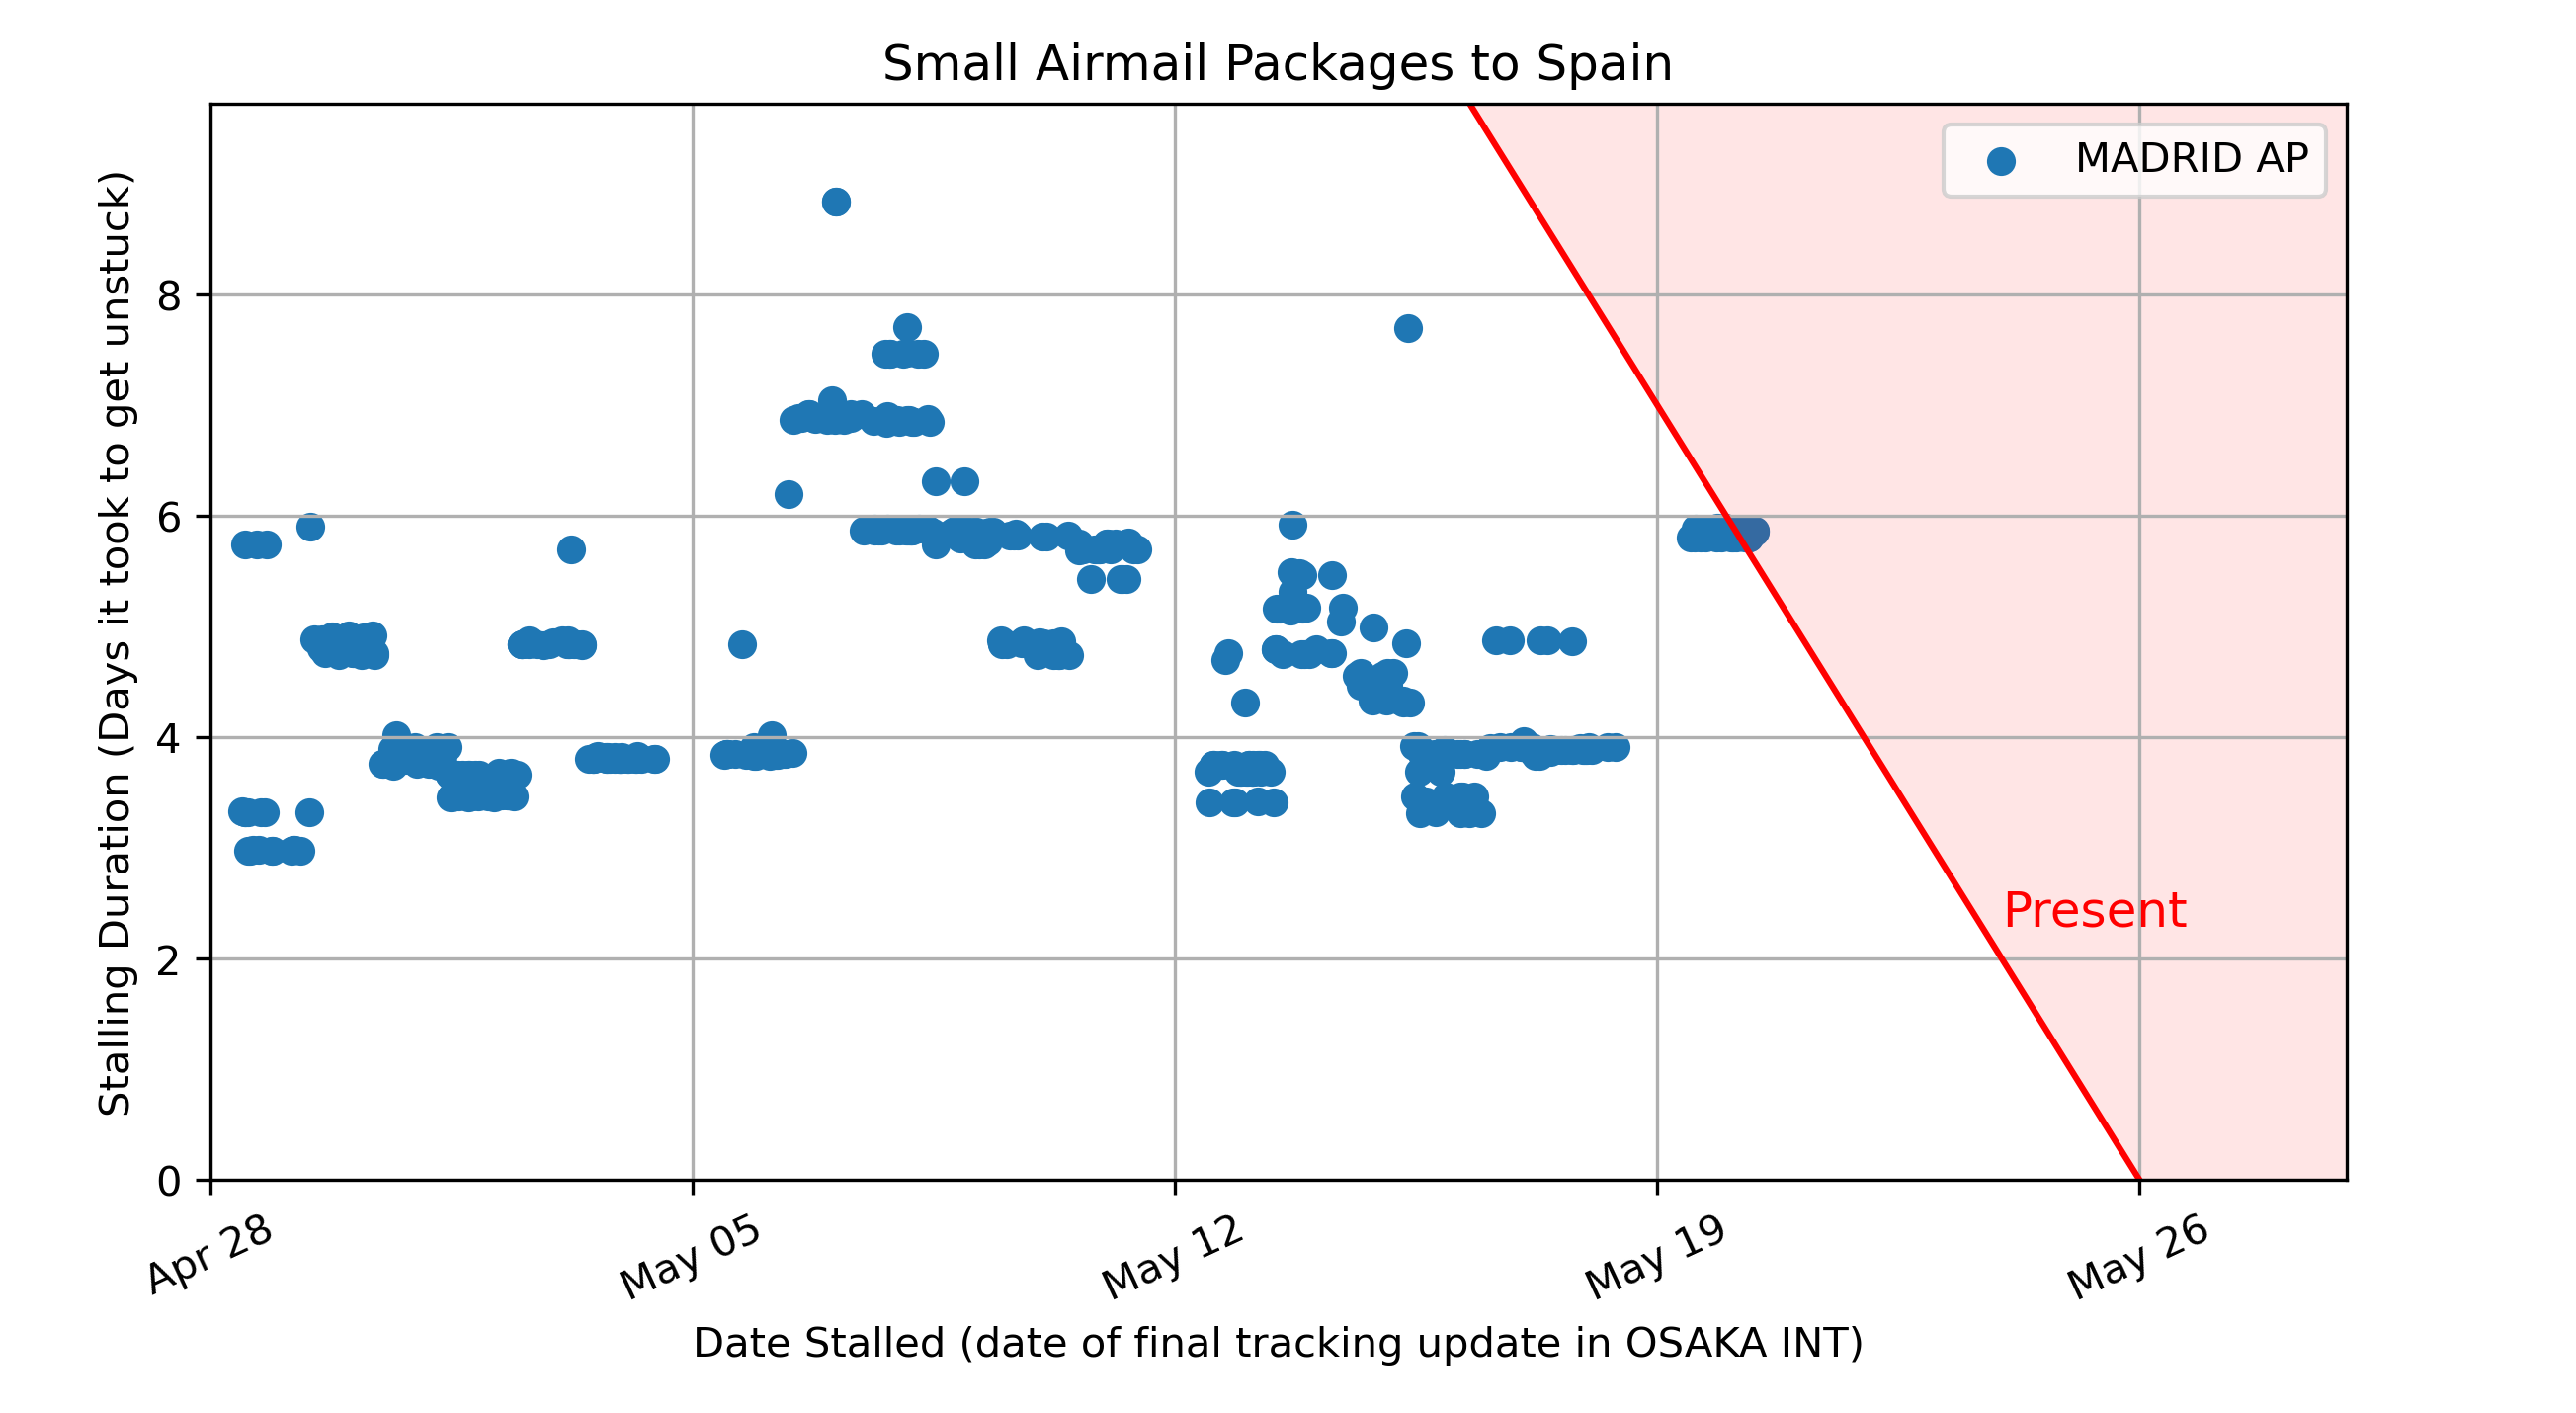 Small Airmail Packages to Spain
MADRID AP
Stalling Duration (Days it took to get unstuck)
8
6
4
2
0
Present
Apr 28
May 05
May 12
May 19
May 26
Date Stalled (date of final tracking update in OSAKA INT)